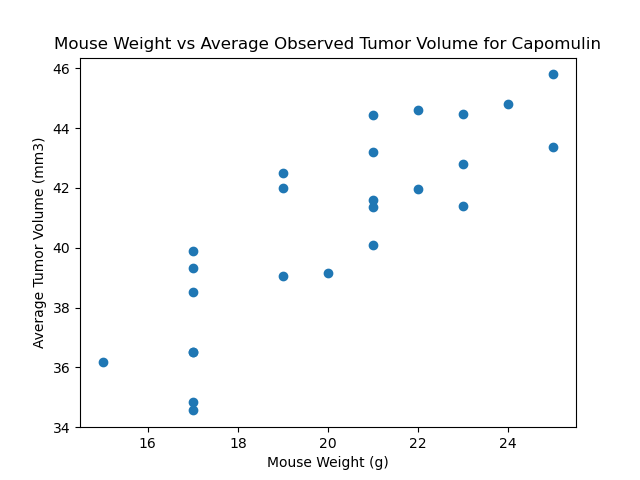 Mouse Weight vs Average Observed Tumor Volume for Capomulin
46
44
42
40
38
36
34
Average Tumor Volume (mm3)
16 18 20 22 24
Mouse Weight (g)